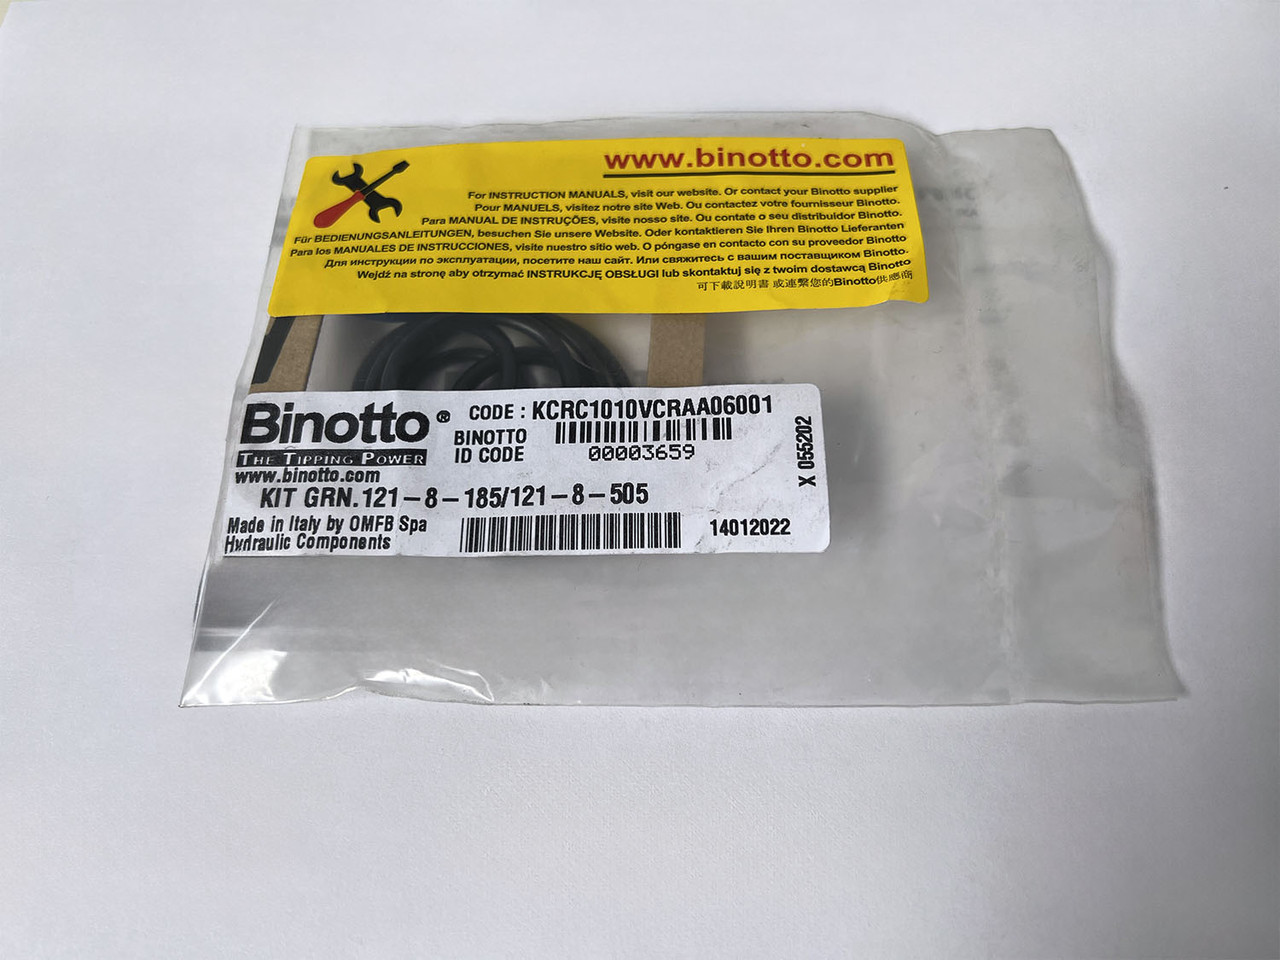 www.binotto.com
For INSTRUCTION MANUALS, visit our website. Or contact your Binotto supplier
Pour MANUELS, visitez notre site Web. Ou contactez votre fournisseur Binotto.
Para MANUAL DE INSTRUÇÕES, visite nosso site. Ou contate o seu distribuidor Binotto.
Für BEDIENUNGSANLEITUNGEN, besuchen Sie unsere Website. Oder kontaktieren Sie Ihren Binotto Lieferanten
Para los MANUALES DE INSTRUCCIONES, visite nuestro sitio web. O póngase en contacto con su proveedor Binotto
Для инструкции по эксплуатации, посетите наш сайт. Или свяжитесь с вашим поставщиком Binotto.
Wejdź na stronę aby otrzymać INSTRUKCJĘ OBSŁUGI lub skontaktuj się z twoim dostawcą Binotto
可下載說明書 或連繫您的Binotto供應商
Binotto®
THE TIPPING POWER
www.binotto.com
CODE : KCRC1010VCRAA06001
BINOTTO
ID CODE
00003659
X 055202
KIT GRN.121-8-185/121-8-505
Made in Italy by OMFB Spa
Hydraulic Components
14012022